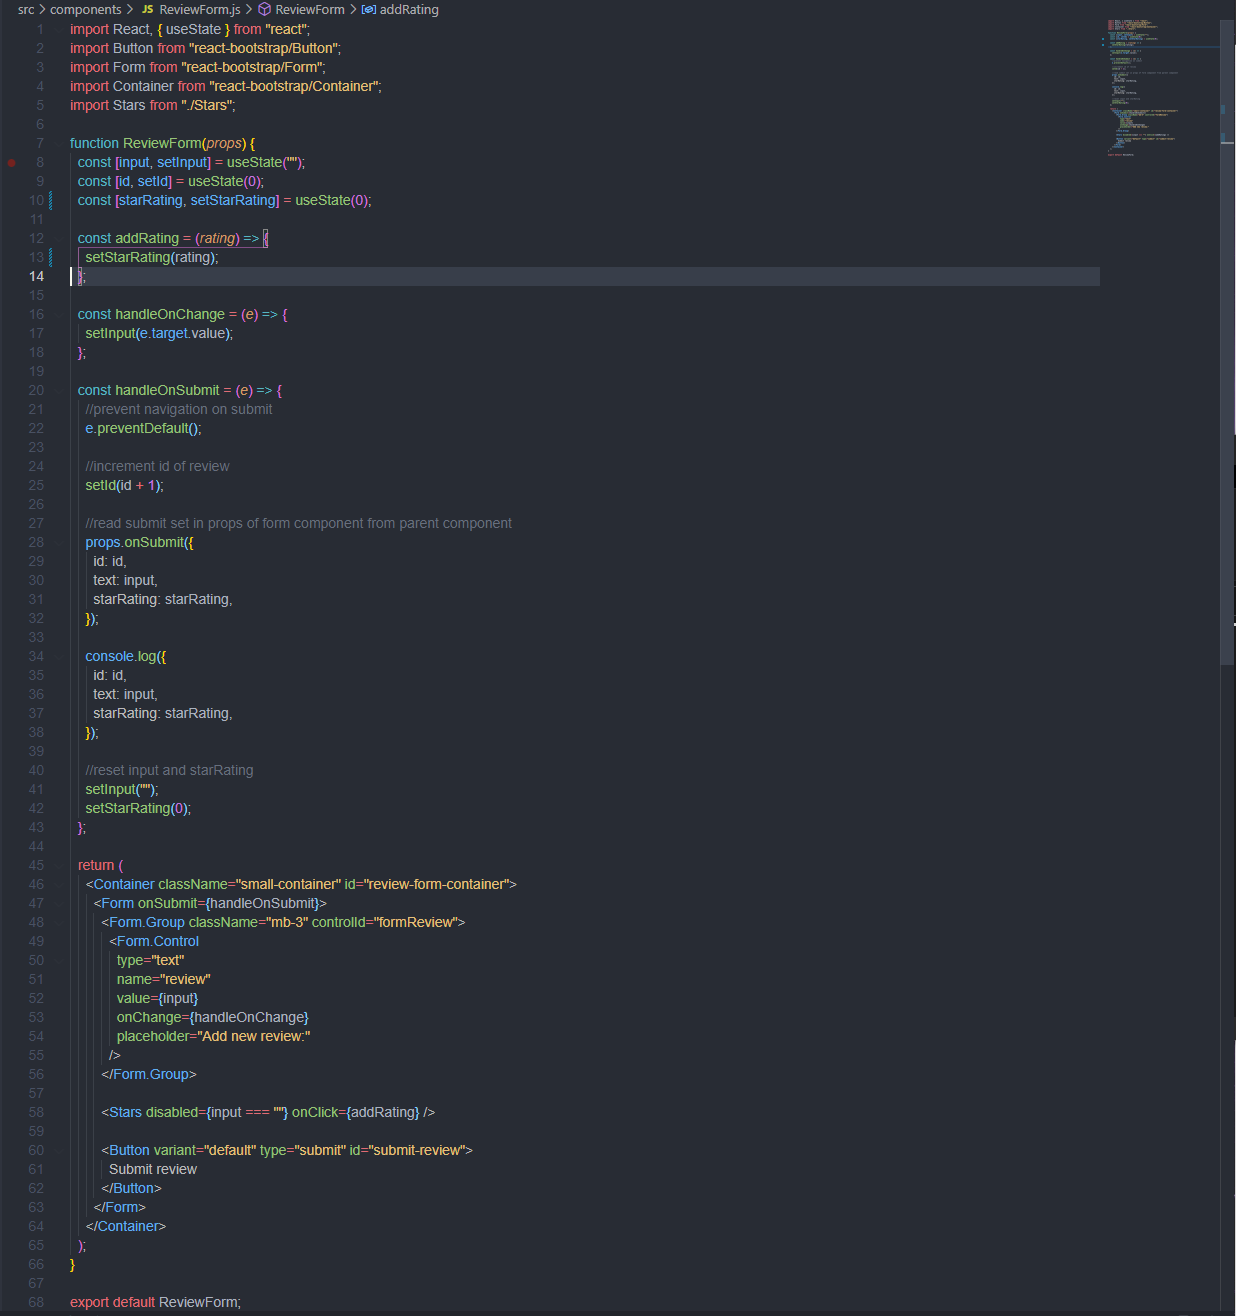 src > components > JS ReviewForm.js > ReviewForm > addRating
1 import React, { useState } from "react";
2 import Button from "react-bootstrap/Button";
3 import Form from "react-bootstrap/Form";
4 import Container from "react-bootstrap/Container";
5 import Stars from "./Stars";
6
7 function ReviewForm(props) {
8 const [input, setInput] = useState("");
9 const [id, setId] = useState(0);
10 const [starRating, setStarRating] = useState(0);
11
12 const addRating = (rating) => {
13 setStarRating(rating);
14 };
15
16 const handleOnChange = (e) => {
17 setInput(e.target.value);
18 };
19
20 const handleOnSubmit = (e) => {
21 //prevent navigation on submit
22 e.preventDefault();
23
24 //increment id of review
25 setId(id + 1);
26
27 //read submit set in props of form component from parent component
28 props.onSubmit({
29 id: id,
30 text: input,
31 starRating: starRating,
32 });
33
34 console.log({
35 id: id,
36 text: input,
37 starRating: starRating,
38 });
39
40 //reset input and starRating
41 setInput("");
42 setStarRating(0);
43 };
44
45 return (
46 <Container className="small-container" id="review-form-container">
47 <Form onSubmit={handleOnSubmit}>
48 <Form.Group className="mb-3" controlId="formReview">
49 <Form.Control
50 type="text"
51 name="review"
52 value={input}
53 onChange={handleOnChange}
54 placeholder="Add new review:"
55 />
56 </Form.Group>
57
58 <Stars disabled={input === ""} onClick={addRating} />
59
60 <Button variant="default" type="submit" id="submit-review">
61 Submit review
62 </Button>
63 </Form>
64 </Container>
65 );
66 }
67
68 export default ReviewForm;